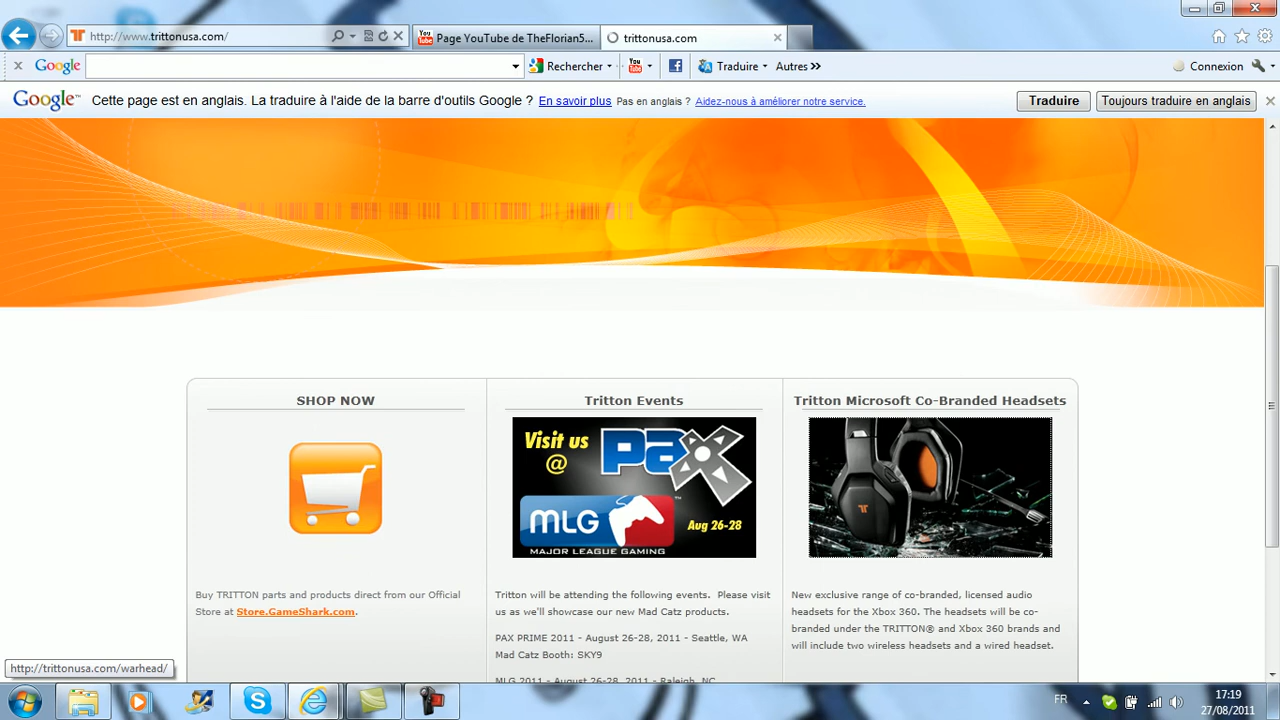 http://www.trittonusa.com/
Page YouTube de TheFlorian5...
trittonusa.com
Google
Rechercher
Traduire
Autres
Connexion
Google Cette page est en anglais. La traduire à l'aide de la barre d'outils Google ? En savoir plus Pas en anglais ? Aidez-nous à améliorer notre service. Traduire Toujours traduire en anglais
SHOP NOW
Buy TRITTON parts and products direct from our Official
Store at Store.GameShark.com.
Tritton Events
Visit us
@
PAX
MLG
MAJOR LEAGUE GAMING
Aug 26-28
Tritton will be attending the following events. Please visit
us as we'll showcase our new Mad Catz products.
PAX PRIME 2011 - August 26-28, 2011 - Seattle, WA
Mad Catz Booth: SKY9
MLG 2011 - August 26-28, 2011 - Raleigh, NC
Tritton Microsoft Co-Branded Headsets
New exclusive range of co-branded, licensed audio
headsets for the Xbox 360. The headsets will be co-
branded under the TRITTON® and Xbox 360 brands and
will include two wireless headsets and a wired headset.
http://trittonusa.com/warhead/
FR
17:19
27/08/2011